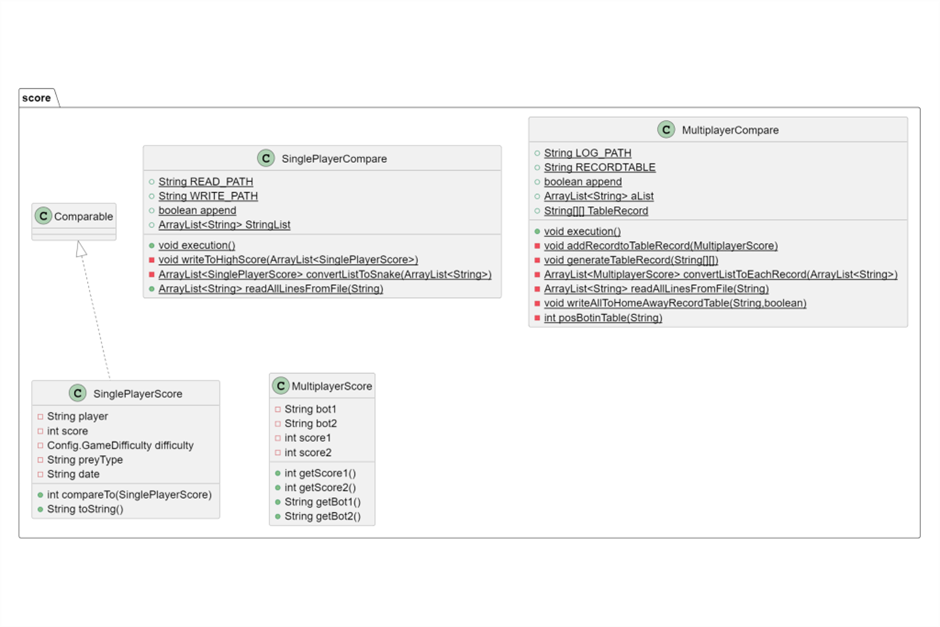 score
C SinglePlayerCompare
String READ_PATH
String WRITE_PATH
boolean append
ArrayList<String> StringList
void execution()
void writeToHighScore(ArrayList<SinglePlayerScore>)
ArrayList<SinglePlayerScore> convertListToSnake(ArrayList<String>)
ArrayList<String> readAllLinesFromFile(String)
C MultiplayerCompare
String LOG_PATH
String RECORDTABLE
boolean append
ArrayList<String> aList
String[][] TableRecord
void execution()
void addRecordtoTableRecord(MultiplayerScore)
void generateTableRecord(String[][])
ArrayList<MultiplayerScore> convertListToEachRecord(ArrayList<String>)
ArrayList<String> readAllLinesFromFile(String)
void writeAllToHomeAwayRecordTable(String,boolean)
int posBotinTable(String)
C Comparable
C SinglePlayerScore
String player
int score
Config.GameDifficulty difficulty
String preyType
String date
int compareTo(SinglePlayerScore)
String toString()
C MultiplayerScore
String bot1
String bot2
int score1
int score2
int getScore1()
int getScore2()
String getBot1()
String getBot2()